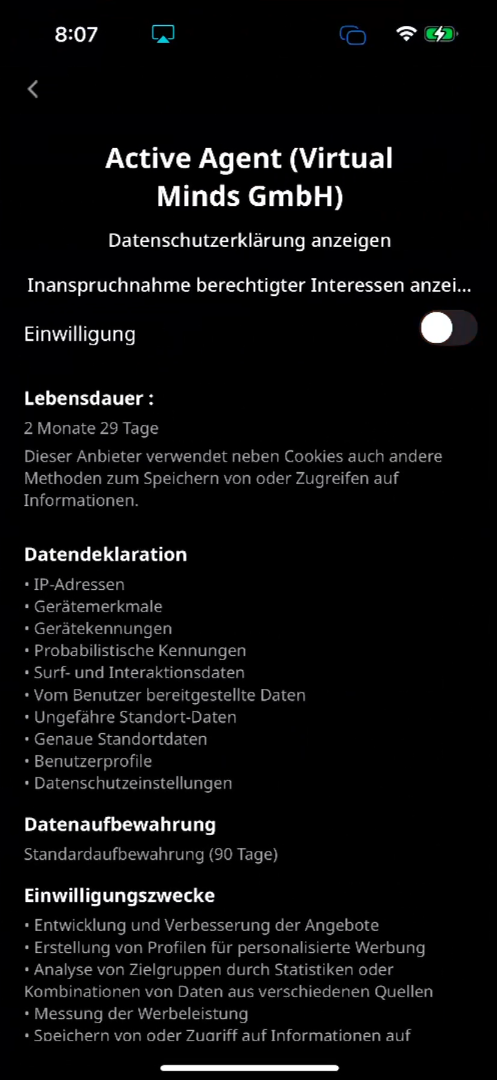 8:07
Active Agent (Virtual
Minds GmbH)
Datenschutzerklärung anzeigen
Inanspruchnahme berechtigter Interessen anzei...
Einwilligung
Lebensdauer :
2 Monate 29 Tage
Dieser Anbieter verwendet neben Cookies auch andere
Methoden zum Speichern von oder Zugreifen auf
Informationen.
Datendeklaration
• IP-Adressen
• Gerätemerkmale
• Gerätekennungen
• Probabilistische Kennungen
• Surf- und Interaktionsdaten
• Vom Benutzer bereitgestellte Daten
• Ungefähre Standort-Daten
• Genaue Standortdaten
• Benutzerprofile
• Datenschutzeinstellungen
Datenaufbewahrung
Standardaufbewahrung (90 Tage)
Einwilligungszwecke
• Entwicklung und Verbesserung der Angebote
• Erstellung von Profilen für personalisierte Werbung
• Analyse von Zielgruppen durch Statistiken oder
Kombinationen von Daten aus verschiedenen Quellen
• Messung der Werbeleistung
• Speichern von oder Zugriff auf Informationen auf